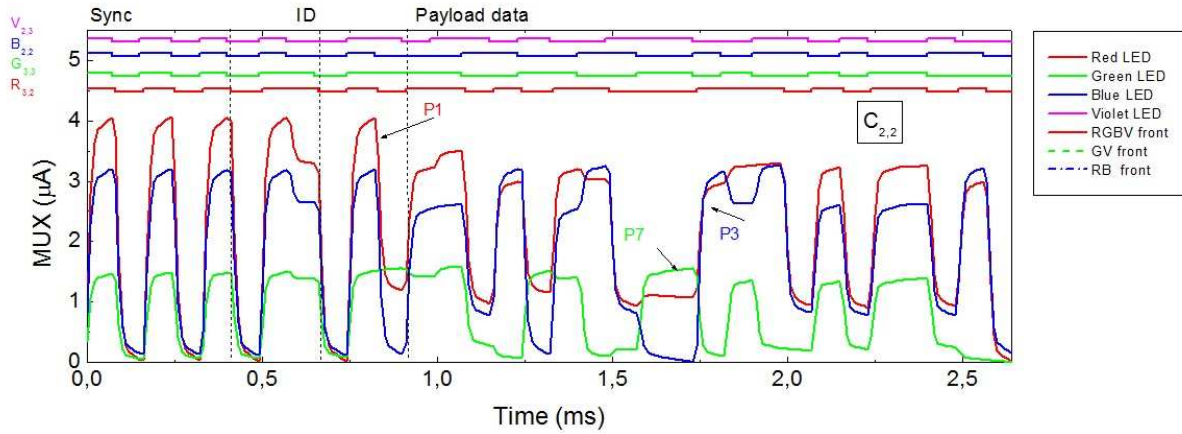 Sync ID Payload data
V2,3
B2,2
G3,3
R3,2
5
4
3
2
1
0
MUX (µA)
P1
C2,2
P7
P3
0,0 0,5 1,0 1,5 2,0 2,5
Time (ms)
Red LED
Green LED
Blue LED
Violet LED
RGBV front
GV front
RB front